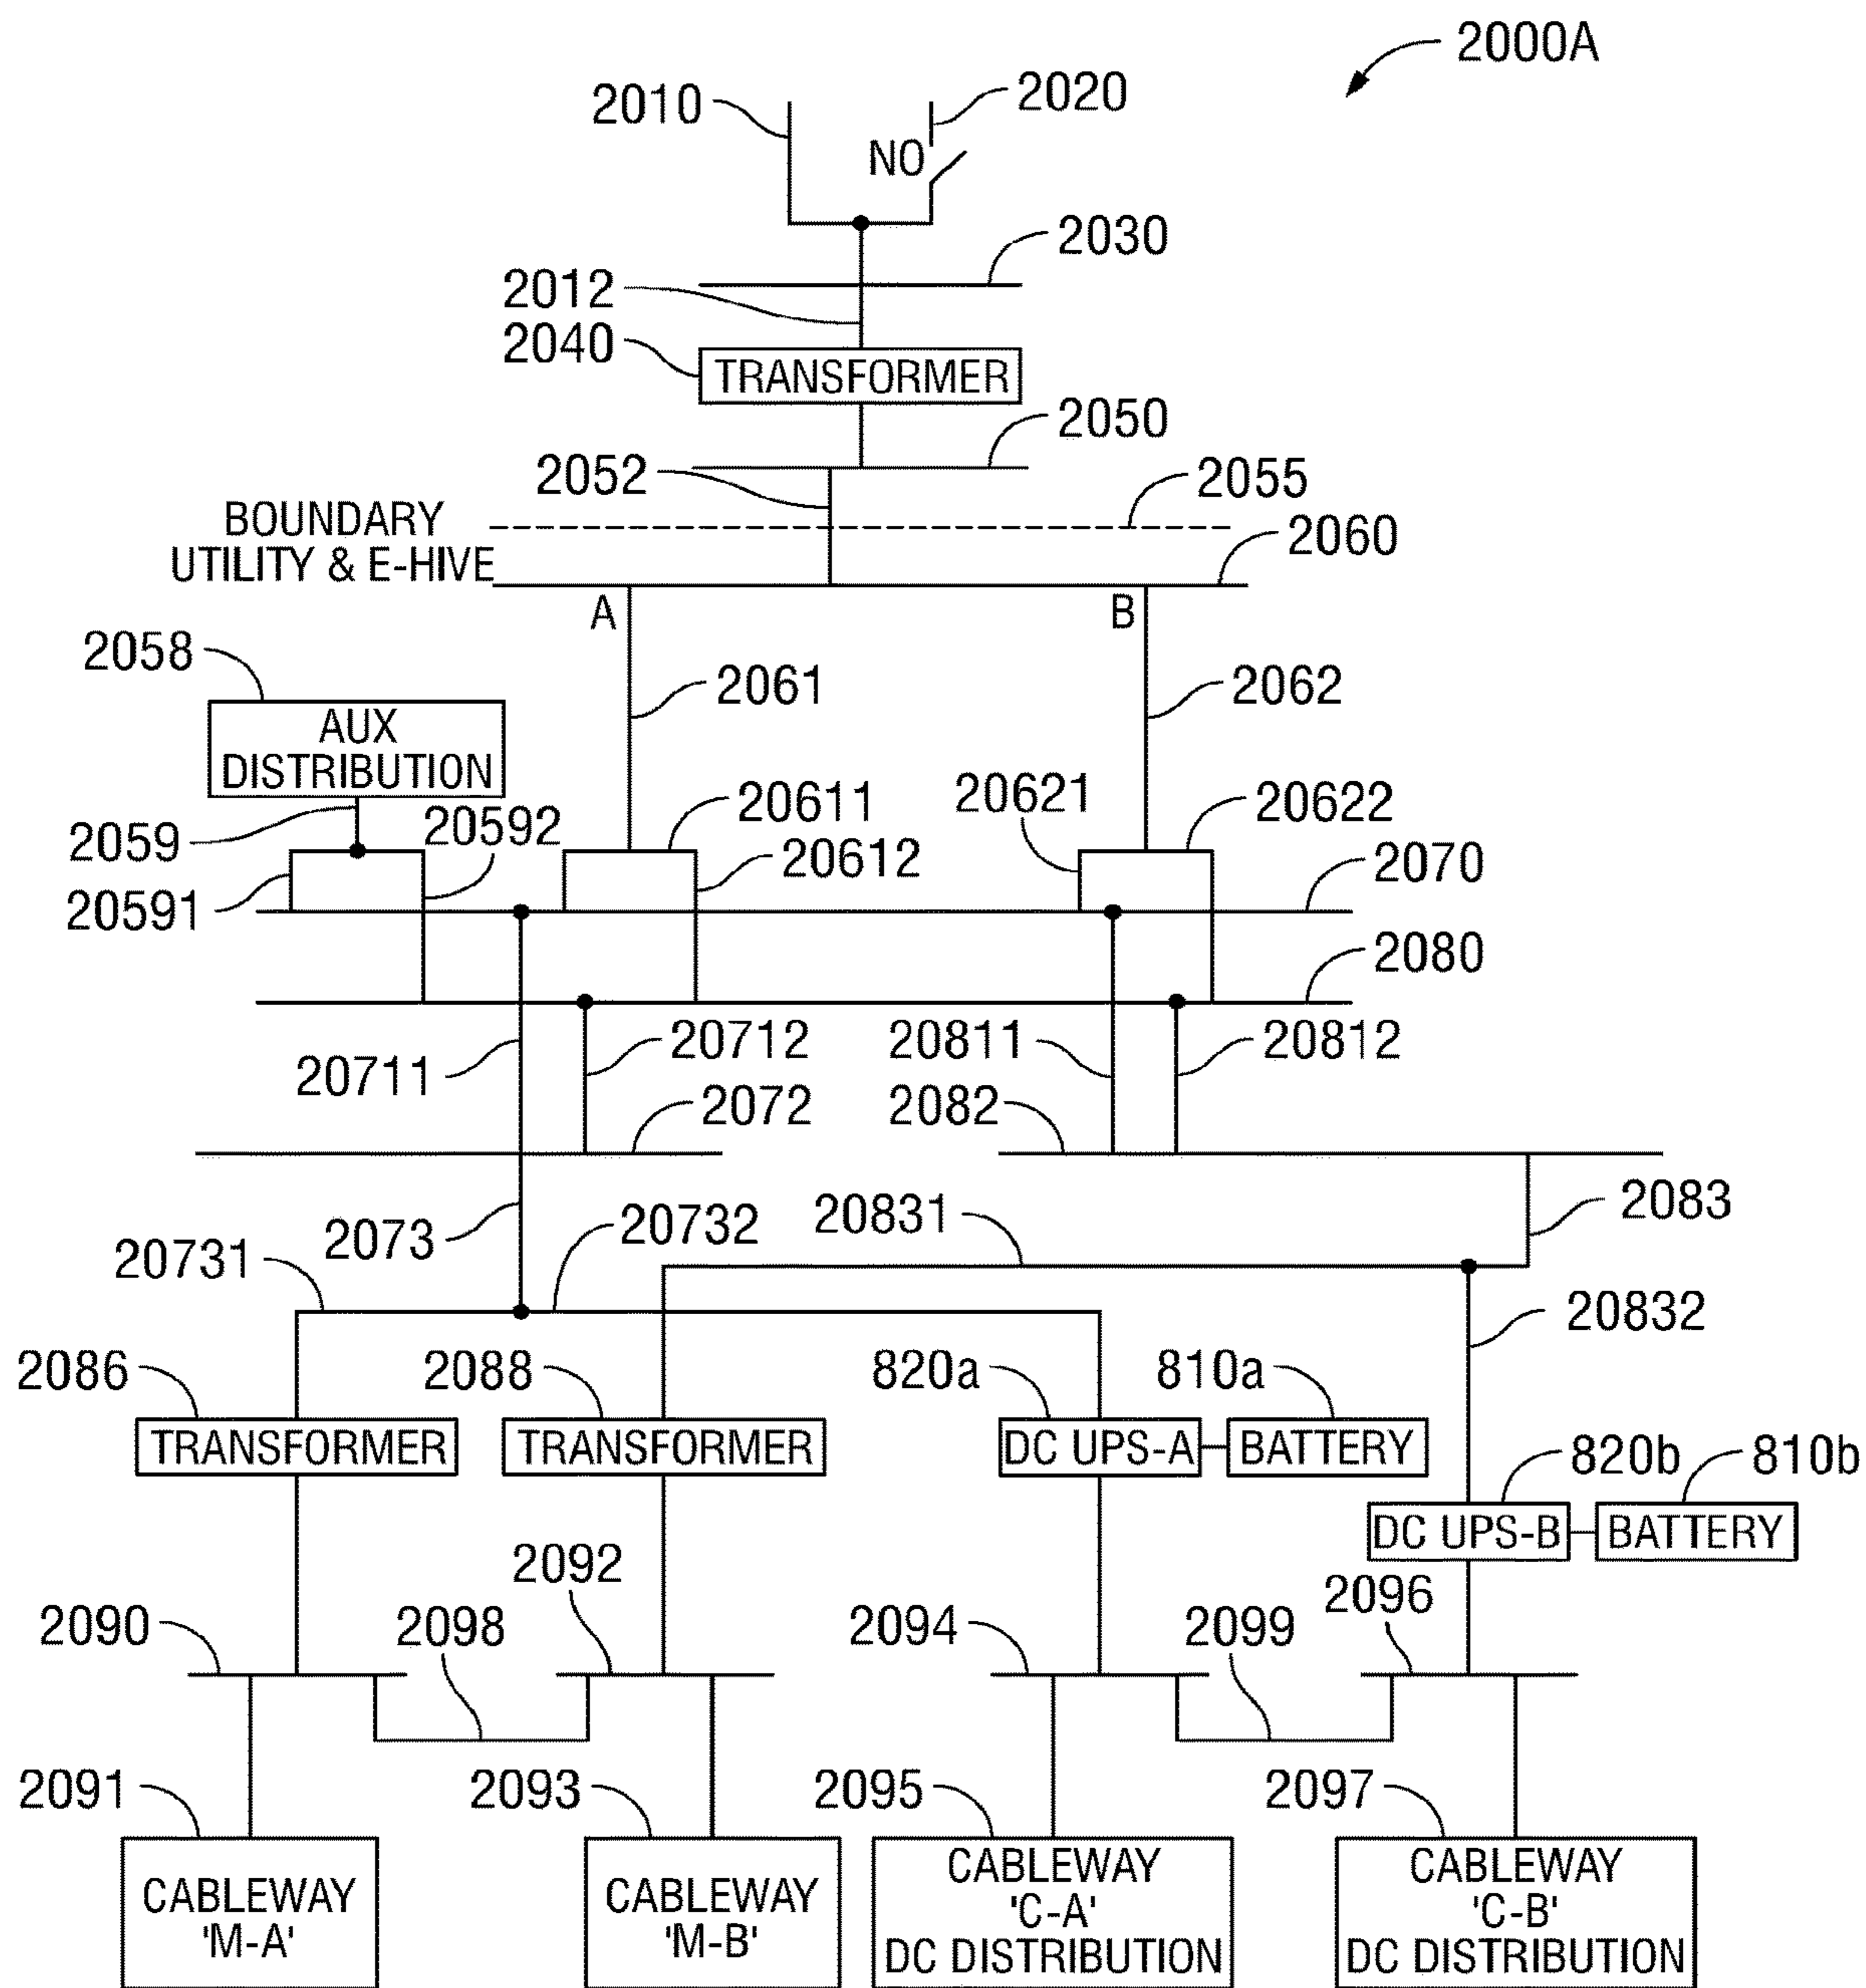 2000A
2010
2020
NO
2030
2012
2040
TRANSFORMER
2050
2052
2055
BOUNDARY
UTILITY & E-HIVE
2060
A
B
2058
2061
2062
AUX
DISTRIBUTION
20611
20621
20622
2059
20592
20612
2070
20591
2080
20711
20712
20811
20812
2072
2082
2073
20732
20831
2083
20731
20832
2086
2088
820a
810a
TRANSFORMER
TRANSFORMER
DC UPS-A
BATTERY
820b
810b
DC UPS-B
BATTERY
2092
2096
2090
2098
2094
2099
2091
2093
2095
2097
CABLEWAY
'M-A'
CABLEWAY
'M-B'
CABLEWAY
'C-A'
DC DISTRIBUTION
CABLEWAY
'C-B'
DC DISTRIBUTION